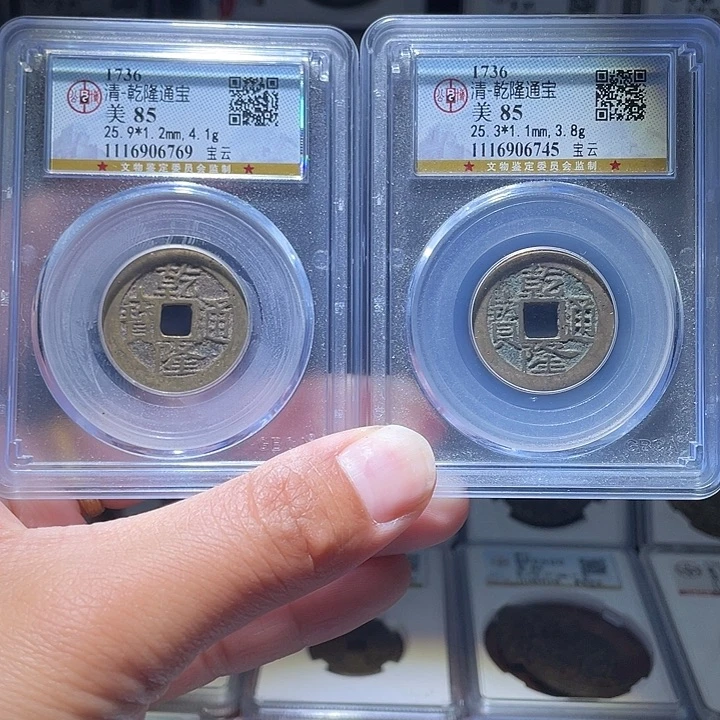 1736
清·乾隆通宝
美 85
25.9*1.2mm, 4.1g
1116906769 宝云
★ 文物鉴定委员会监制 ★
乾隆通寳
1736
清·乾隆通宝
美 85
25.3*1.1mm, 3.8g
1116906745 宝云
★ 文物鉴定委员会监制 ★
乾隆通寳